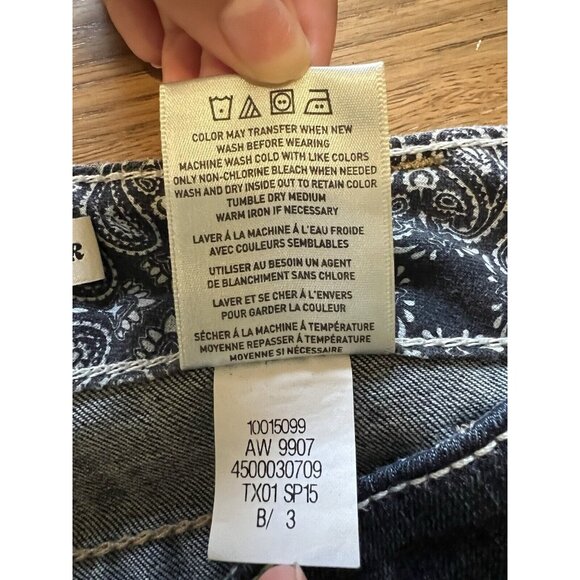 COLOR MAY TRANSFER WHEN NEW
WASH BEFORE WEARING
MACHINE WASH COLD WITH LIKE COLORS
ONLY NON-CHLORINE BLEACH WHEN NEEDED
WASH AND DRY INSIDE OUT TO RETAIN COLOR
TUMBLE DRY MEDIUM
WARM IRON IF NECESSARY
LAVER À LA MACHINE À L'EAU FROIDE
AVEC COULEURS SEMBLABLES
UTILISER AU BESOIN UN AGENT
DE BLANCHIMENT SANS CHLORE
LAVER ET SE CHER À L'ENVERS
POUR GARDER LA COULEUR
SÉCHER À LA MACHINE À TEMPÉRATURE
MOYENNE REPASSER À TEMPÉRATURE
MOYENNE SI NÉCESSAIRE
R
10015099
AW 9907
4500030709
TX01 SP15
B/ 3